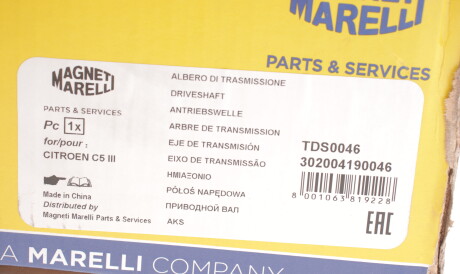 MAGNETI
MARELLI
PARTS & SERVICES
MAGNETI
MARELLI
PARTS & SERVICES
Pc 1x
for/pour :
CITROEN C5 III
Made in China
Distributed by
Magneti Marelli Parts & Services
ALBERO DI TRASMISSIONE
DRIVESHAFT
ANTRIEBSWELLE
ARBRE DE TRANSMISSION
EJE DE TRANSMISIÓN
EIXO DE TRANSMISSÃO
ΗΜΙΑΞΟΝΙΟ
PÓŁOŚ NAPĘDOWA
ПРИВОДНОЙ ВАЛ
AKS
TDS0046
302004190046
8 001063 819228
EAC
A MARELLI COMPANY